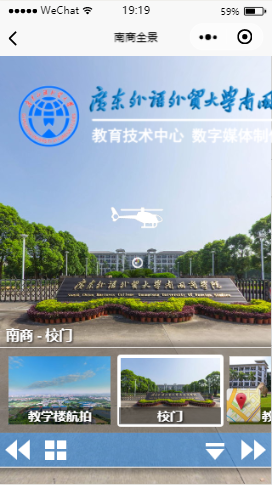 WeChat 19:19 59%
南商全景
广东外语外贸大学南国
教育技术中心 数字媒体制
广东外语外贸大学南国商学院
南商 - 校门
教学楼航拍 校门 教